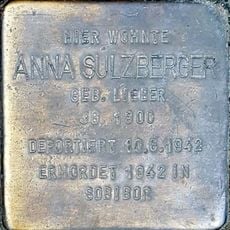 HIER WOHNTE
ANNA SULZBERGER
GEB. LIEBER
JG. 1900
DEPORTIERT 10.6.1942
ERMORDET 1942 IN
SOBIBOR